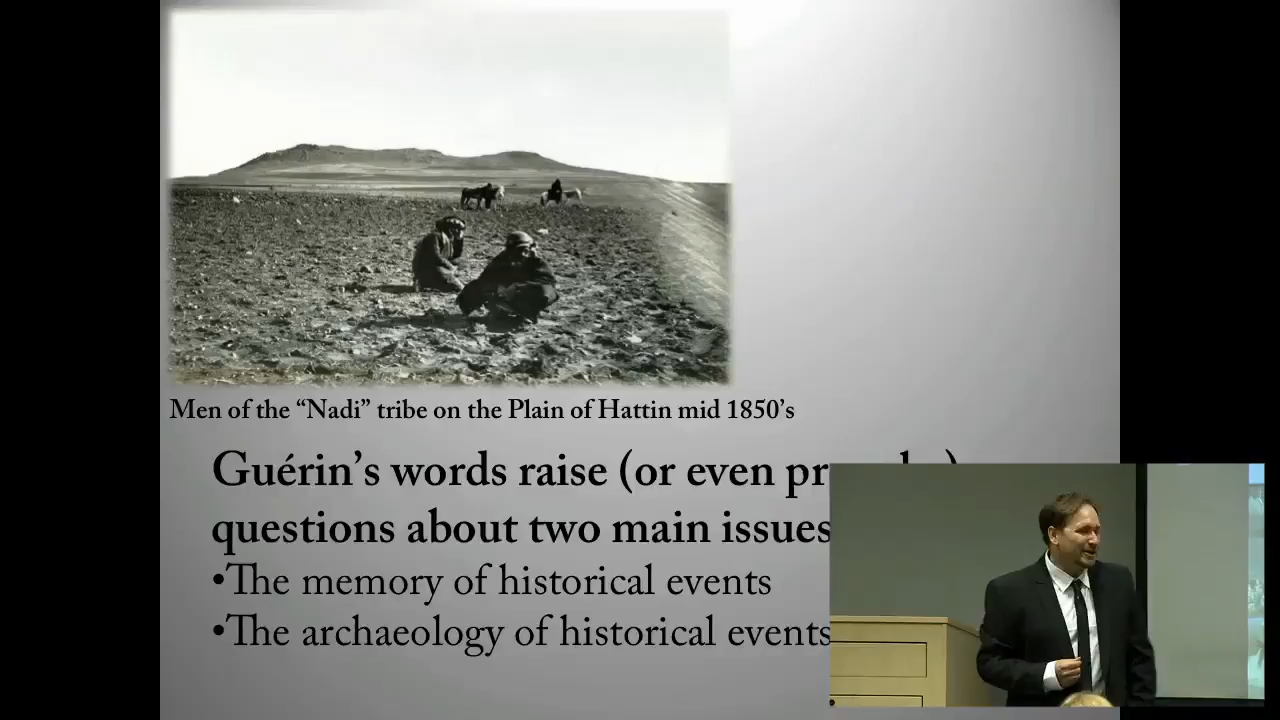 Men of the “Nadi” tribe on the Plain of Hattin mid 1850’s
Guérin’s words raise (or even
questions about two main issues
•The memory of historical events
•The archaeology of historical events